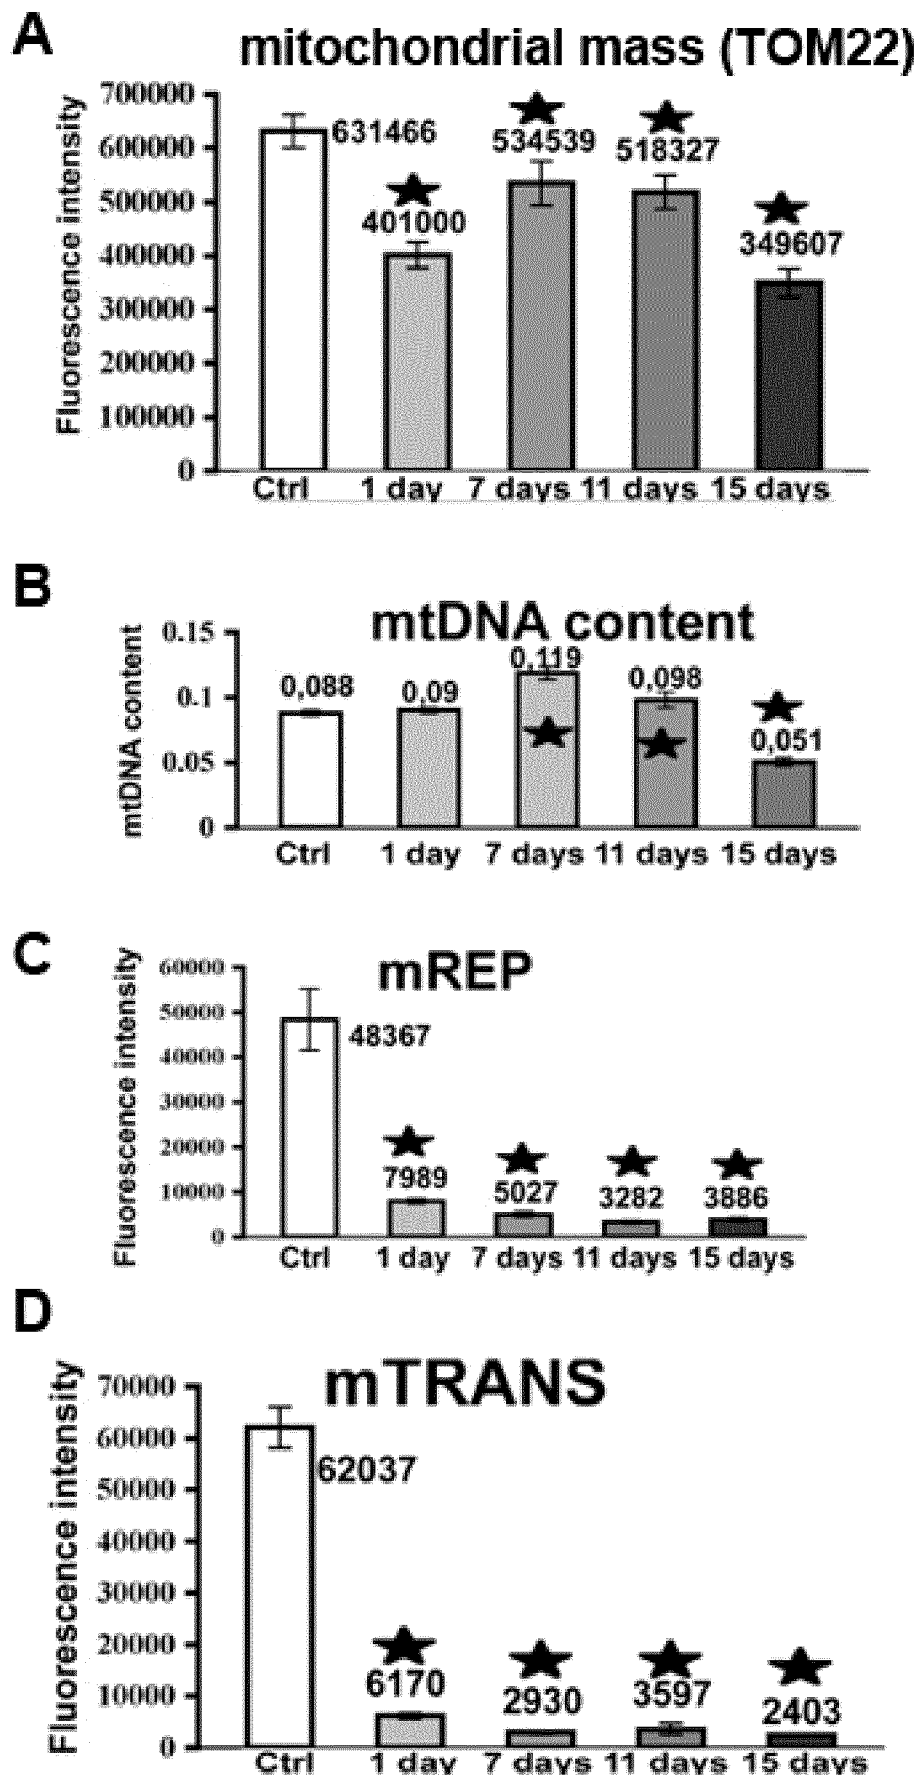 A
mitochondrial mass (TOM22)
Fluorescence intensity
700000
600000
500000
400000
300000
200000
100000
0
631466
401000
534539
518327
349607
Ctrl 1 day 7 days 11 days 15 days
B
mtDNA content
mtDNA content
0.15
0.1
0.05
0
0,088
0,09
0,119
0,098
0,051
Ctrl 1 day 7 days 11 days 15 days
C
mREP
Fluorescence intensity
60000
50000
40000
30000
20000
10000
0
48367
7989
5027
3282
3886
Ctrl 1 day 7 days 11 days 15 days
D
mTRANS
Fluorescence intensity
70000
60000
50000
40000
30000
20000
10000
0
62037
6170
2930
3597
2403
Ctrl 1 day 7 days 11 days 15 days